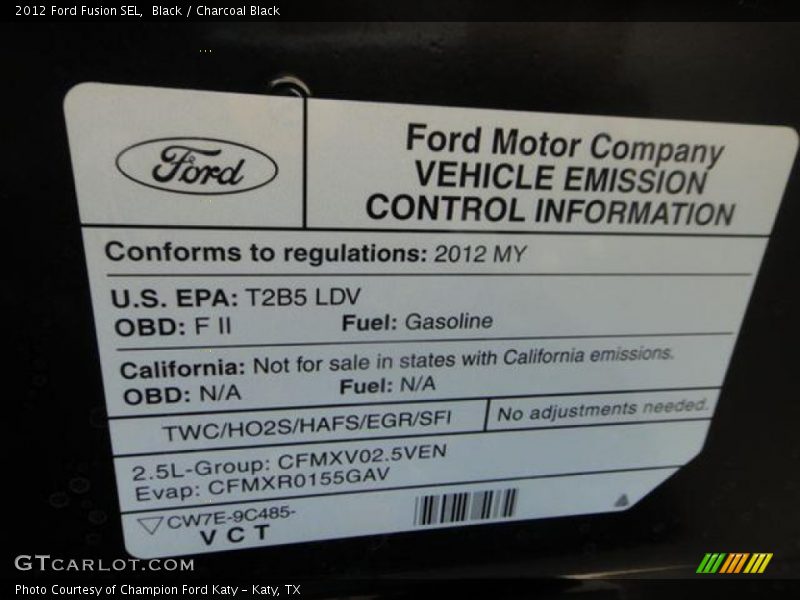 2012 Ford Fusion SEL,  Black / Charcoal Black
Ford
Ford Motor Company
VEHICLE EMISSION
CONTROL INFORMATION
Conforms to regulations: 2012 MY
U.S. EPA: T2B5 LDV
OBD: F II Fuel: Gasoline
California: Not for sale in states with California emissions.
OBD: N/A Fuel: N/A
TWC/HO2S/HAFS/EGR/SFI No adjustments needed.
2.5L-Group: CFMXV02.5VEN
Evap: CFMXR0155GAV
CW7E-9C485-
V C T
GTCARLOT.COM
Photo Courtesy of Champion Ford Katy - Katy, TX